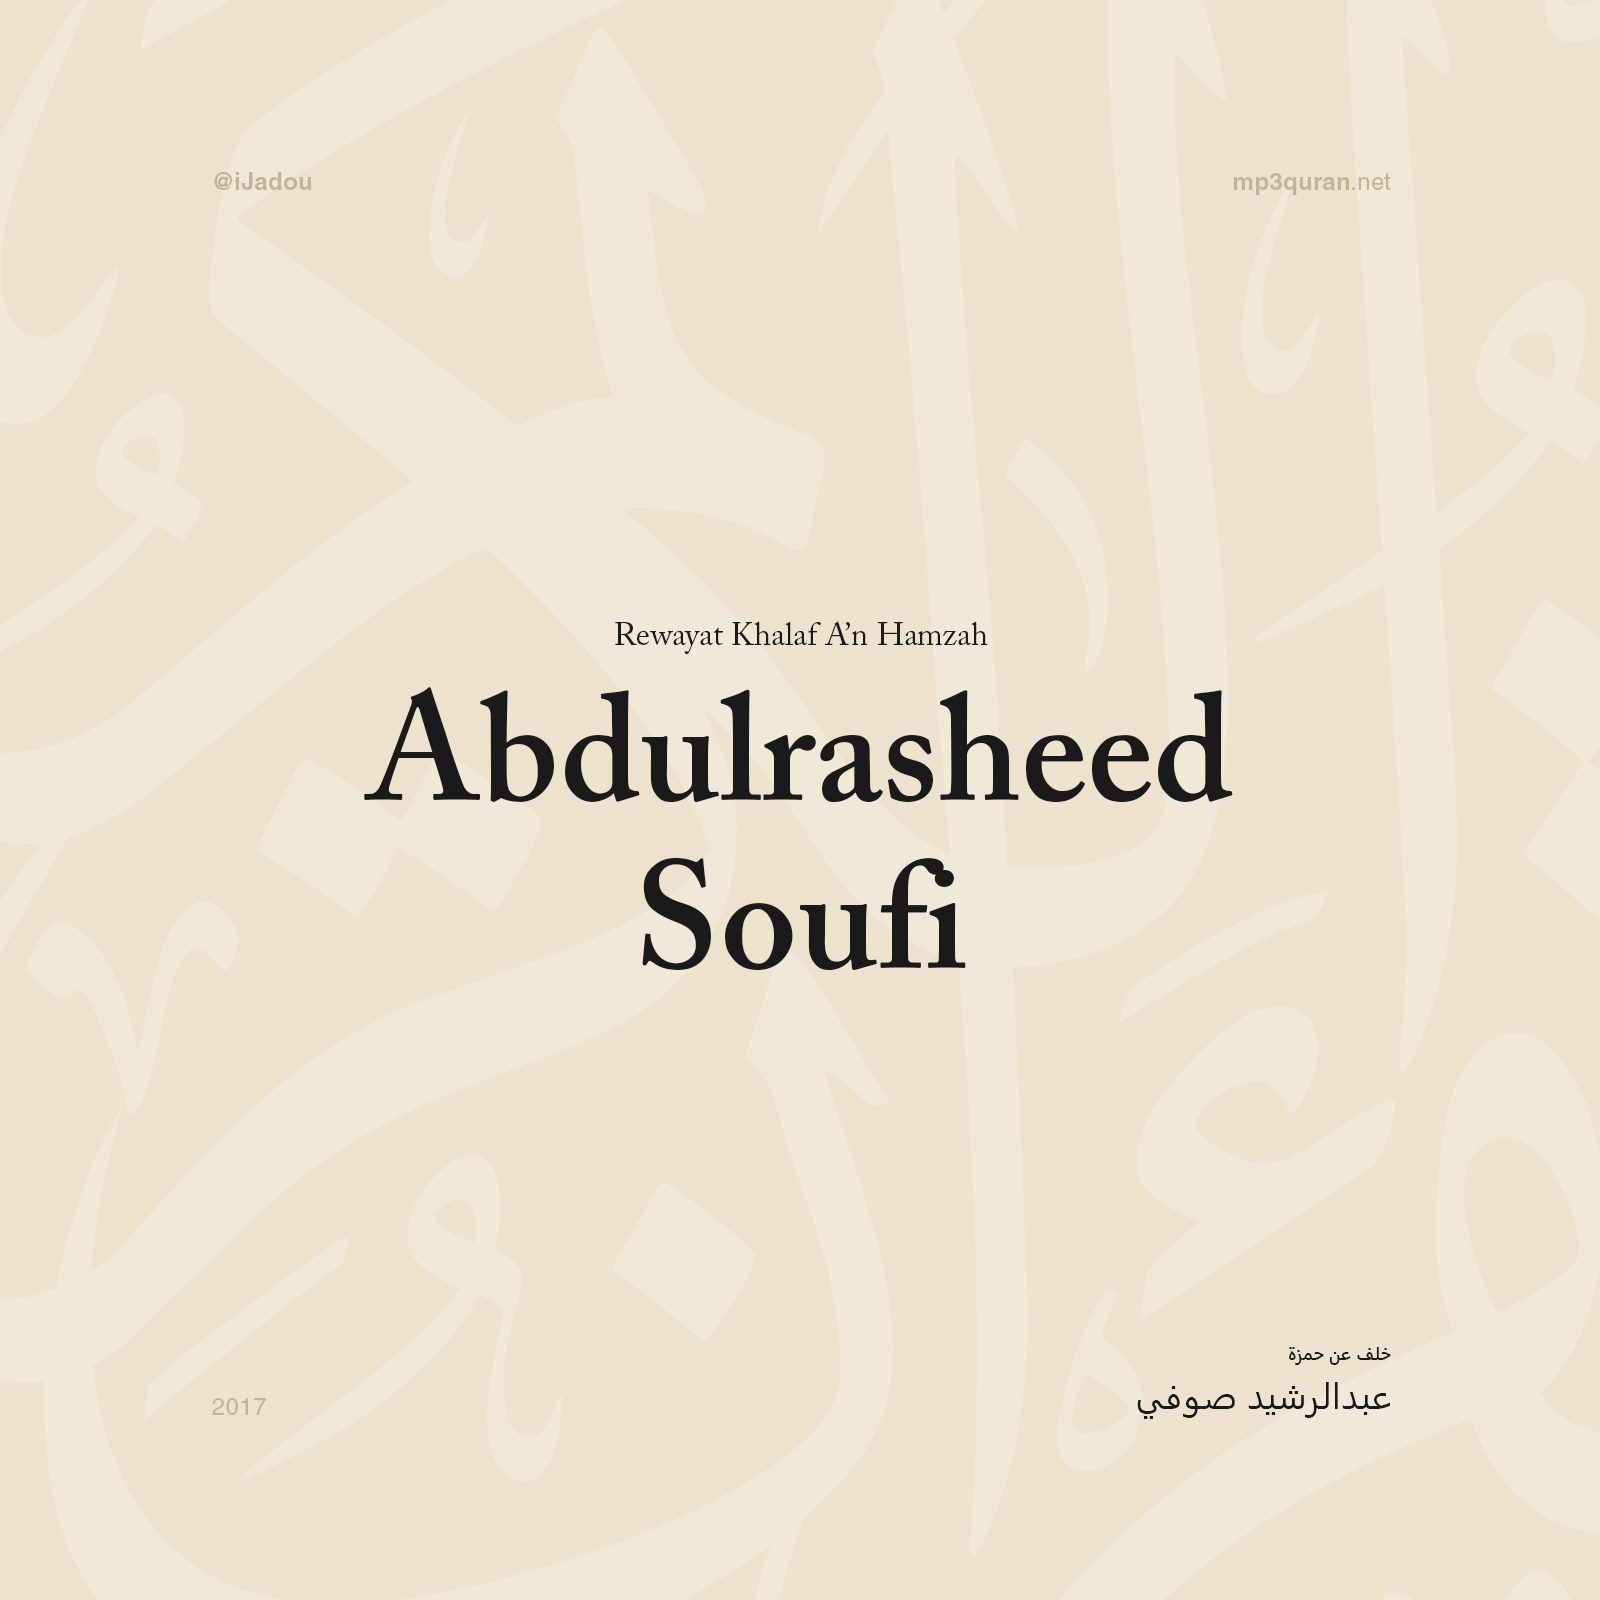 @iJadou
mp3quran.net
Rewayat Khalaf A’n Hamzah
Abdulrasheed
Soufi
خلف عن حمزة
عبدالرشيد صوفي
2017